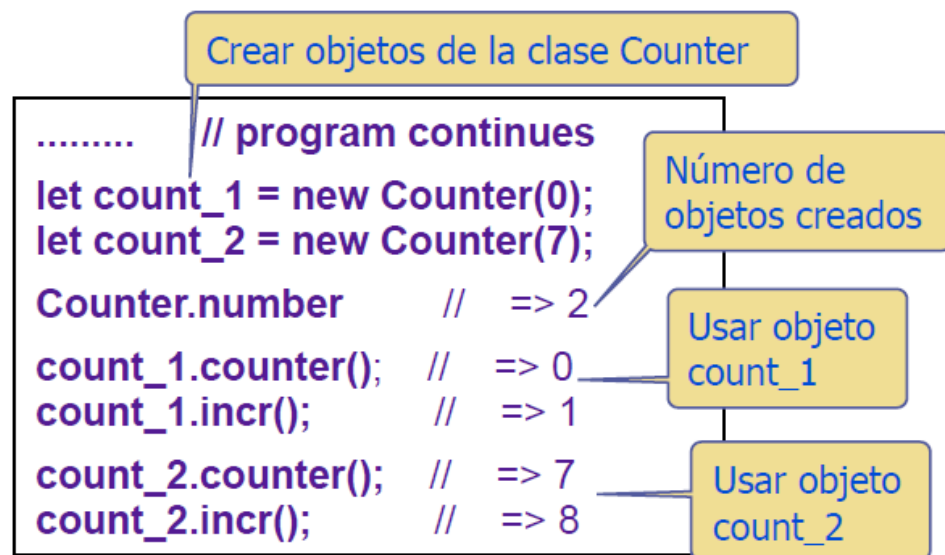 Crear objetos de la clase Counter
......... // program continues
let count_1 = new Counter(0);
let count_2 = new Counter(7);
Número de
objetos creados
Counter.number // => 2
Usar objeto
count_1
count_1.counter(); // => 0
count_1.incr(); // => 1
count_2.counter(); // => 7
count_2.incr(); // => 8
Usar objeto
count_2